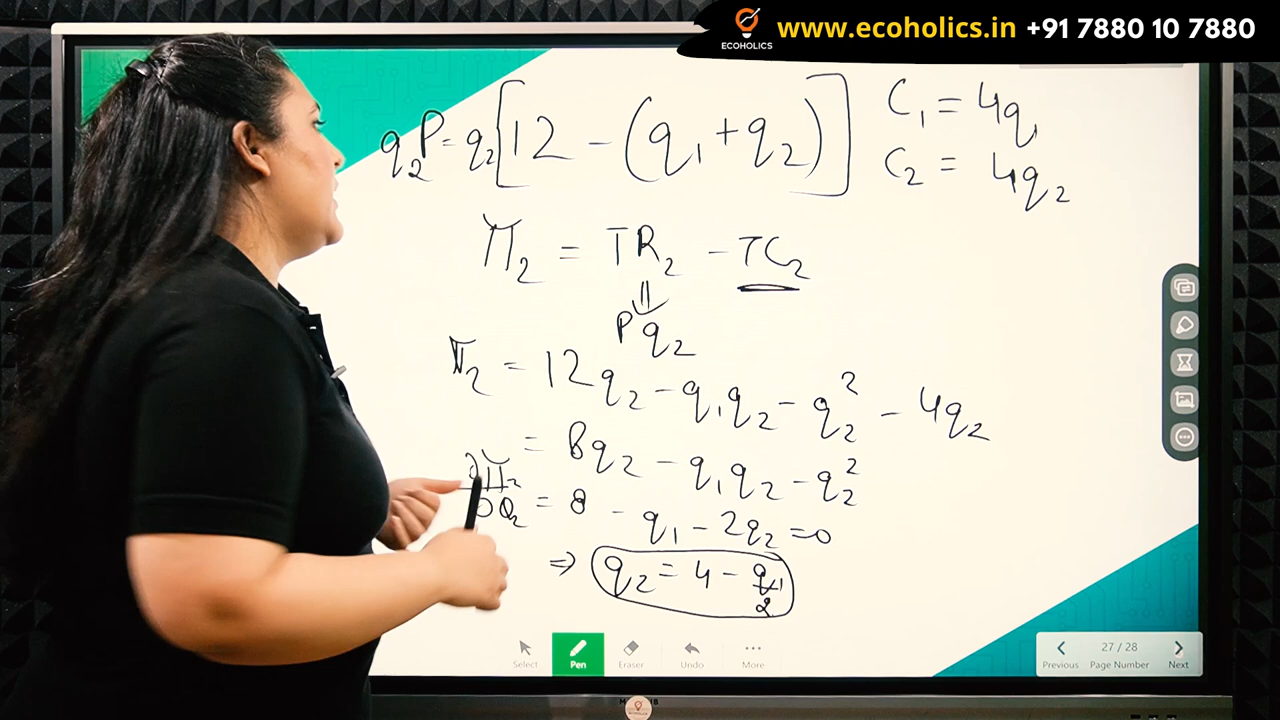 ECOHOLICS
www.ecoholics.in +91 7880 10 7880
q₂P = q₂[12 - (q₁ + q₂)]
C₁ = 4q₁
C₂ = 4q₂
π₂ = TR₂ - TC₂
⇓
P q₂
π₂ = 12q₂ - q₁q₂ - q₂² - 4q₂
= 8q₂ - q₁q₂ - q₂²
∂π₂/∂Q₂ = 8 - q₁ - 2q₂ = 0
⇒ q₂ = 4 - q₁/2
Select
Pen
Eraser
Undo
More
Previous
27 / 28
Page Number
Next
ECOHOLICS